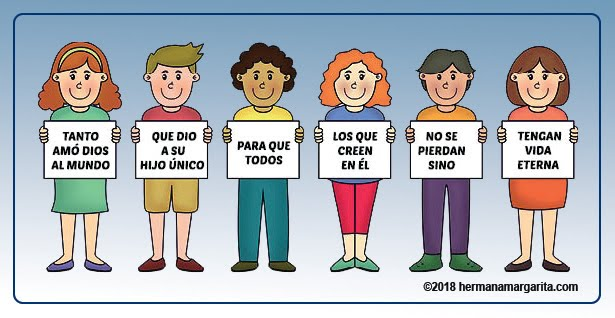 TANTO
AMÓ DIOS
AL MUNDO
QUE DIO
A SU
HIJO ÚNICO
PARA QUE
TODOS
LOS QUE
CREEN
EN ÉL
NO SE
PIERDAN
SINO
TENGAN
VIDA
ETERNA
©2018 hermanamargarita.com